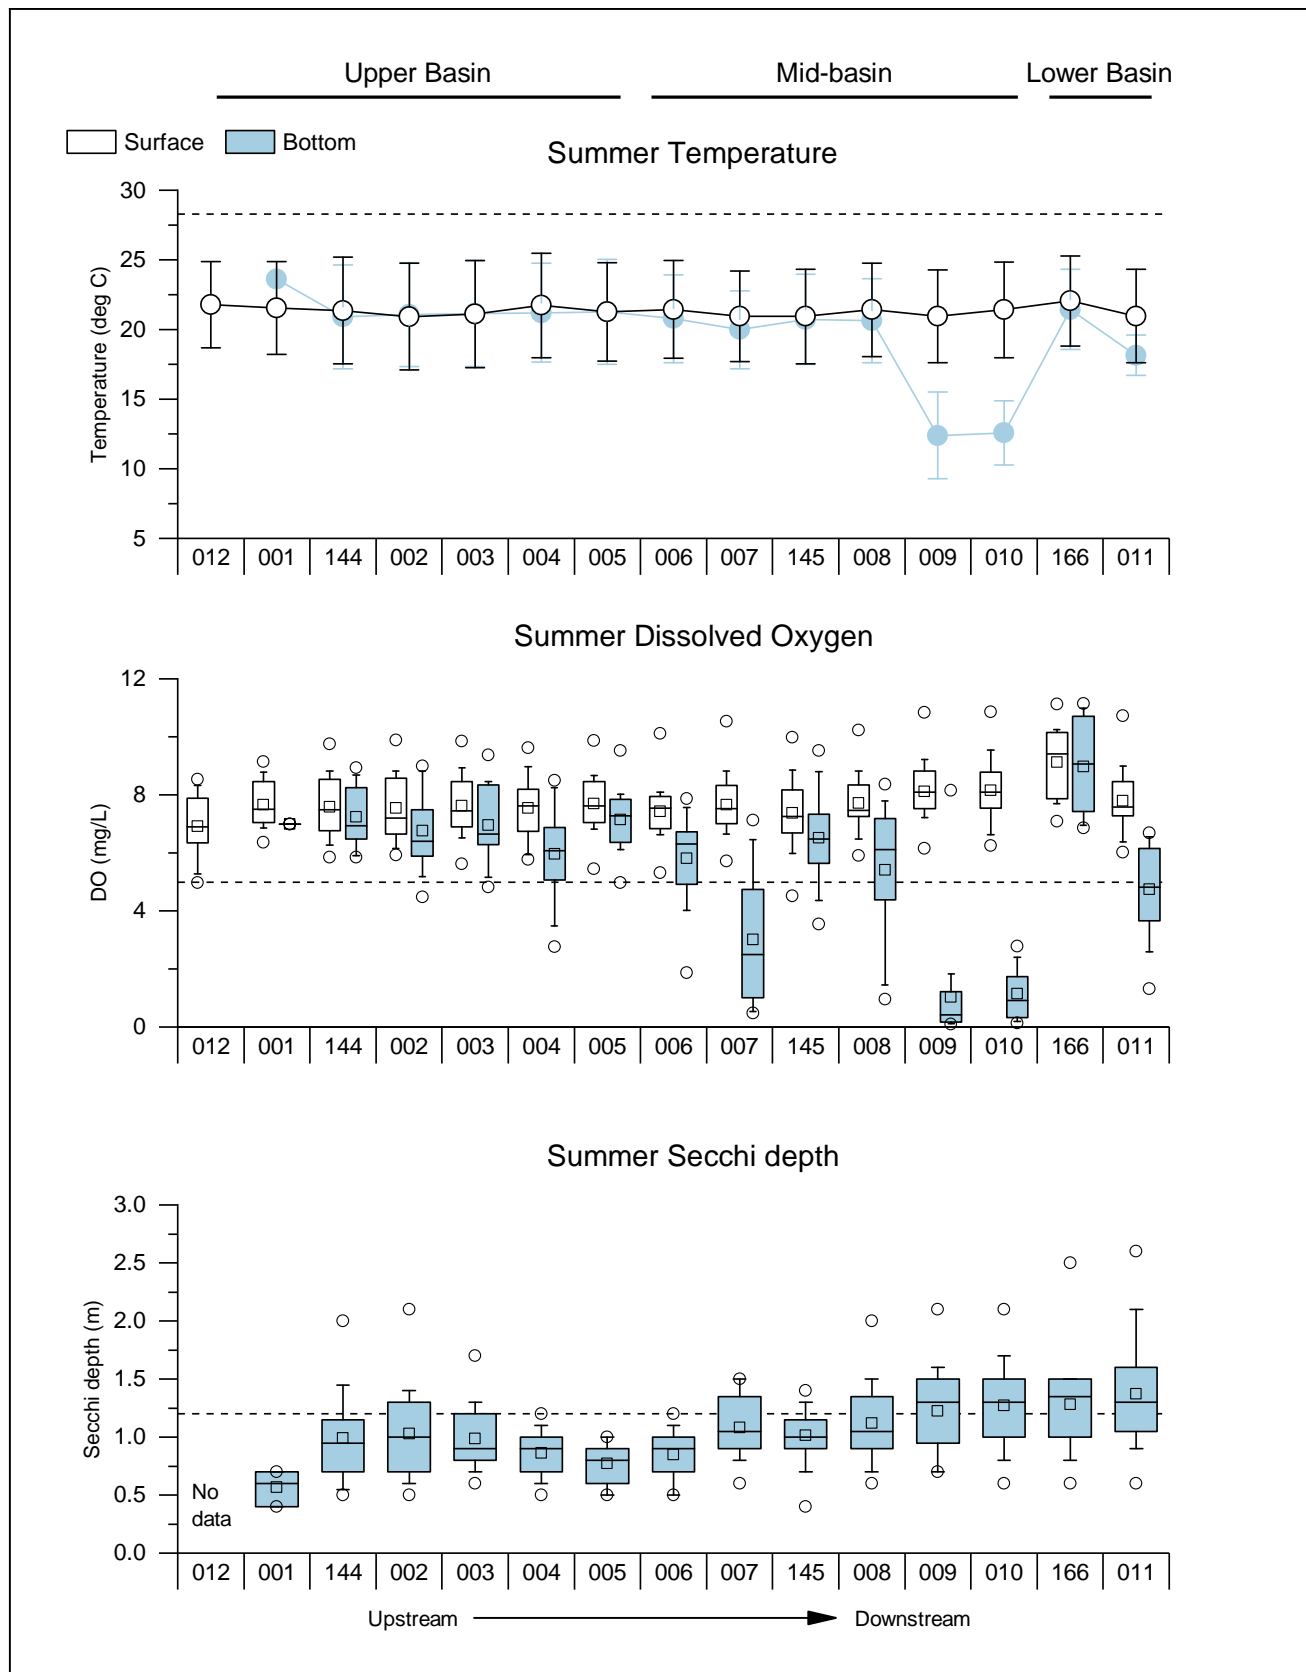 Upper Basin Mid-basin Lower Basin
Surface Bottom
Summer Temperature
30
25
20
15
10
5
Temperature (deg C)
012 001 144 002 003 004 005 006 007 145 008 009 010 166 011
Summer Dissolved Oxygen
12
8
4
0
DO (mg/L)
012 001 144 002 003 004 005 006 007 145 008 009 010 166 011
Summer Secchi depth
3.0
2.5
2.0
1.5
1.0
0.5
0.0
Secchi depth (m)
No
data
012 001 144 002 003 004 005 006 007 145 008 009 010 166 011
Upstream Downstream